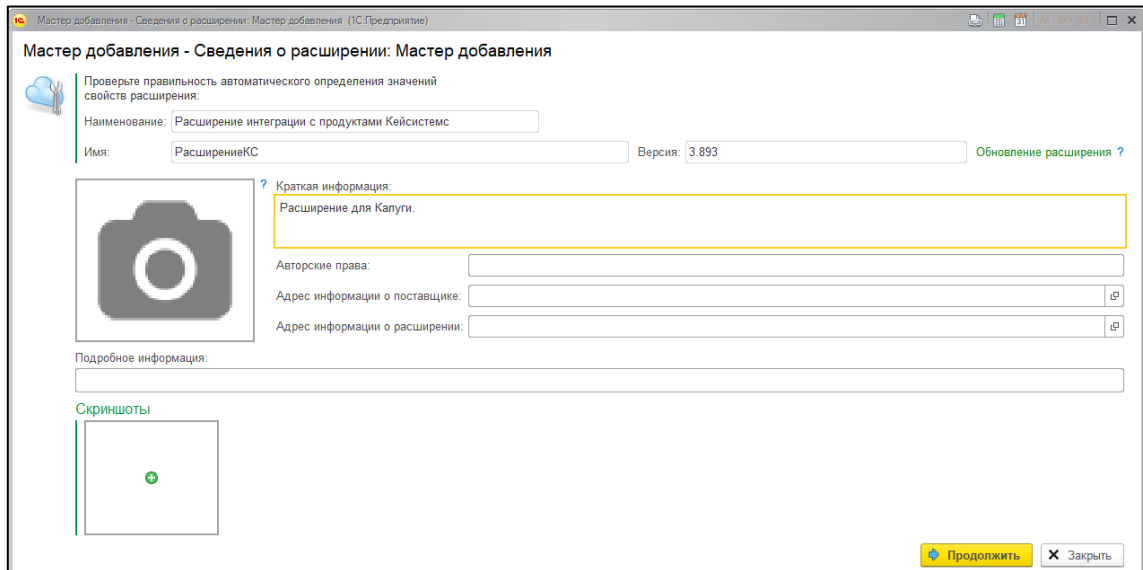 Мастер добавления - Сведения о расширении: Мастер добавления (1С:Предприятие)
M M+ M-
Мастер добавления - Сведения о расширении: Мастер добавления
Проверьте правильность автоматического определения значений
свойств расширения:
Наименование: Расширение интеграции с продуктами Кейсистемс
Имя: РасширениеКС Версия: 3.893 Обновление расширения ?
? Краткая информация:
Расширение для Калуги.
Авторские права:
Адрес информации о поставщике:
Адрес информации о расширении:
Подробное информация:
Скриншоты
Продолжить Закрыть